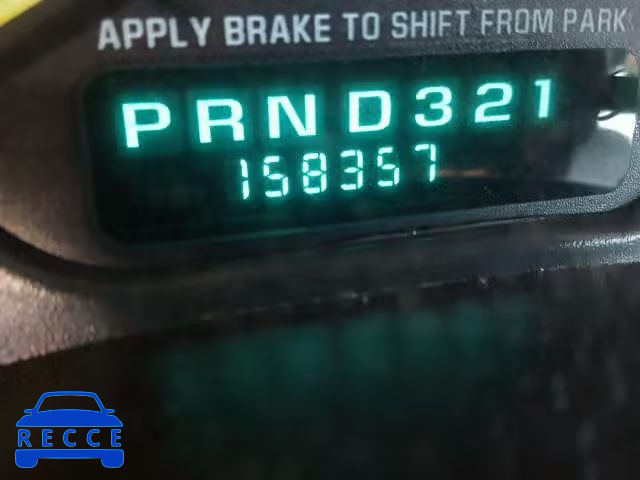 APPLY BRAKE TO SHIFT FROM PARK
PRND321
158357
RECCE